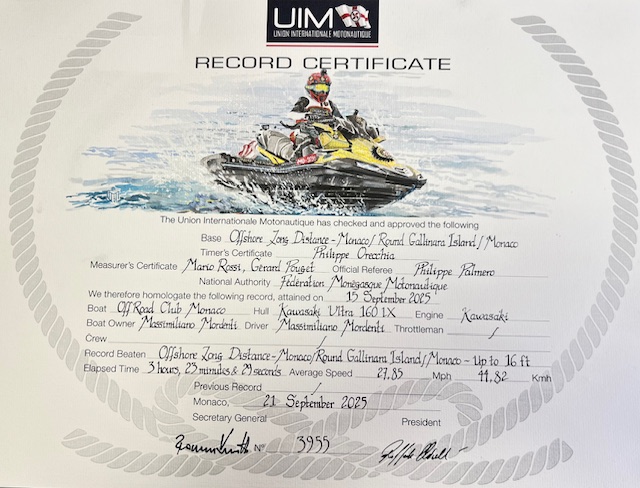 UIM
UNION INTERNATIONALE MOTONAUTIQUE
RECORD CERTIFICATE
The Union Internationale Motonautique has checked and approved the following
Base Offshore Long Distance - Monaco/ Round Gallinara Island/ Monaco
Timer's Certificate Philippe Orecchia
Measurer's Certificate Mario Rossi, Gérard Pouget Official Referee Philippe Palmero
National Authority Fédération Monégasque Motonautique
We therefore homologate the following record, attained on 15 September 2025
Boat Off Road Club Monaco Hull Kawasaki Ultra 160 LX Engine Kawasaki
Boat Owner Massimiliano Mordenti Driver Massimiliano Mordenti Throttleman /
Crew /
Record Beaten Offshore Long Distance - Monaco/Round Gallinara Island/Monaco - Up to 16 ft
Elapsed Time 3 hours, 23 minutes & 29 seconds Average Speed 27.85 Mph 44.82 Kmh
Previous Record /
Monaco, 21 September 2025
Secretary General President
N° 3955